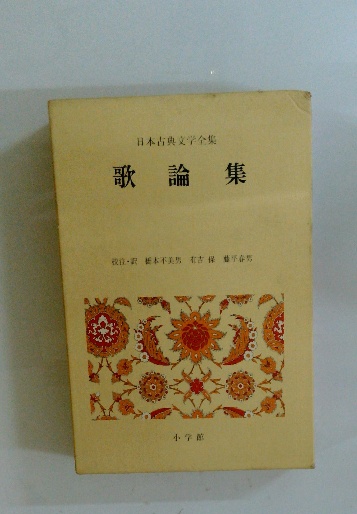 日本古典文学全集
歌論集
校注・訳 橋本不美男 有吉 保 藤平春男
小学館